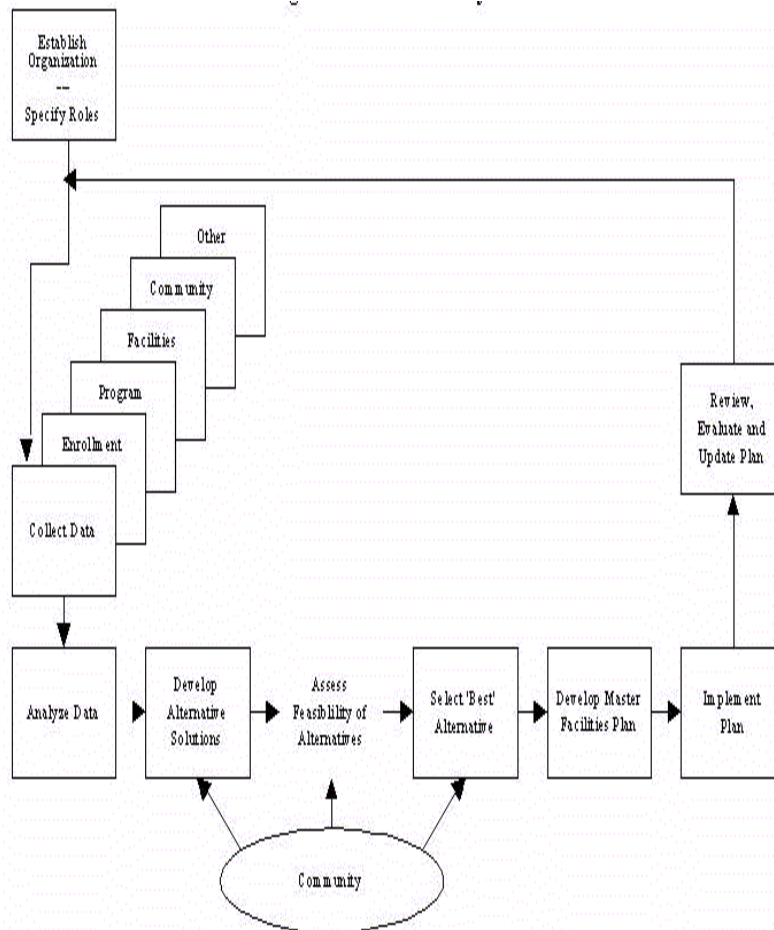 Establish
Organization
---
Specify Roles
Other
Community
Facilities
Program
Enrollment
Collect Data
Review,
Evaluate and
Update Plan
Analyze Data
Develop
Alternative
Solutions
Assess
Feasiblility of
Alternatives
Select 'Best'
Alternative
Develop Master
Facilities Plan
Implement
Plan
Community